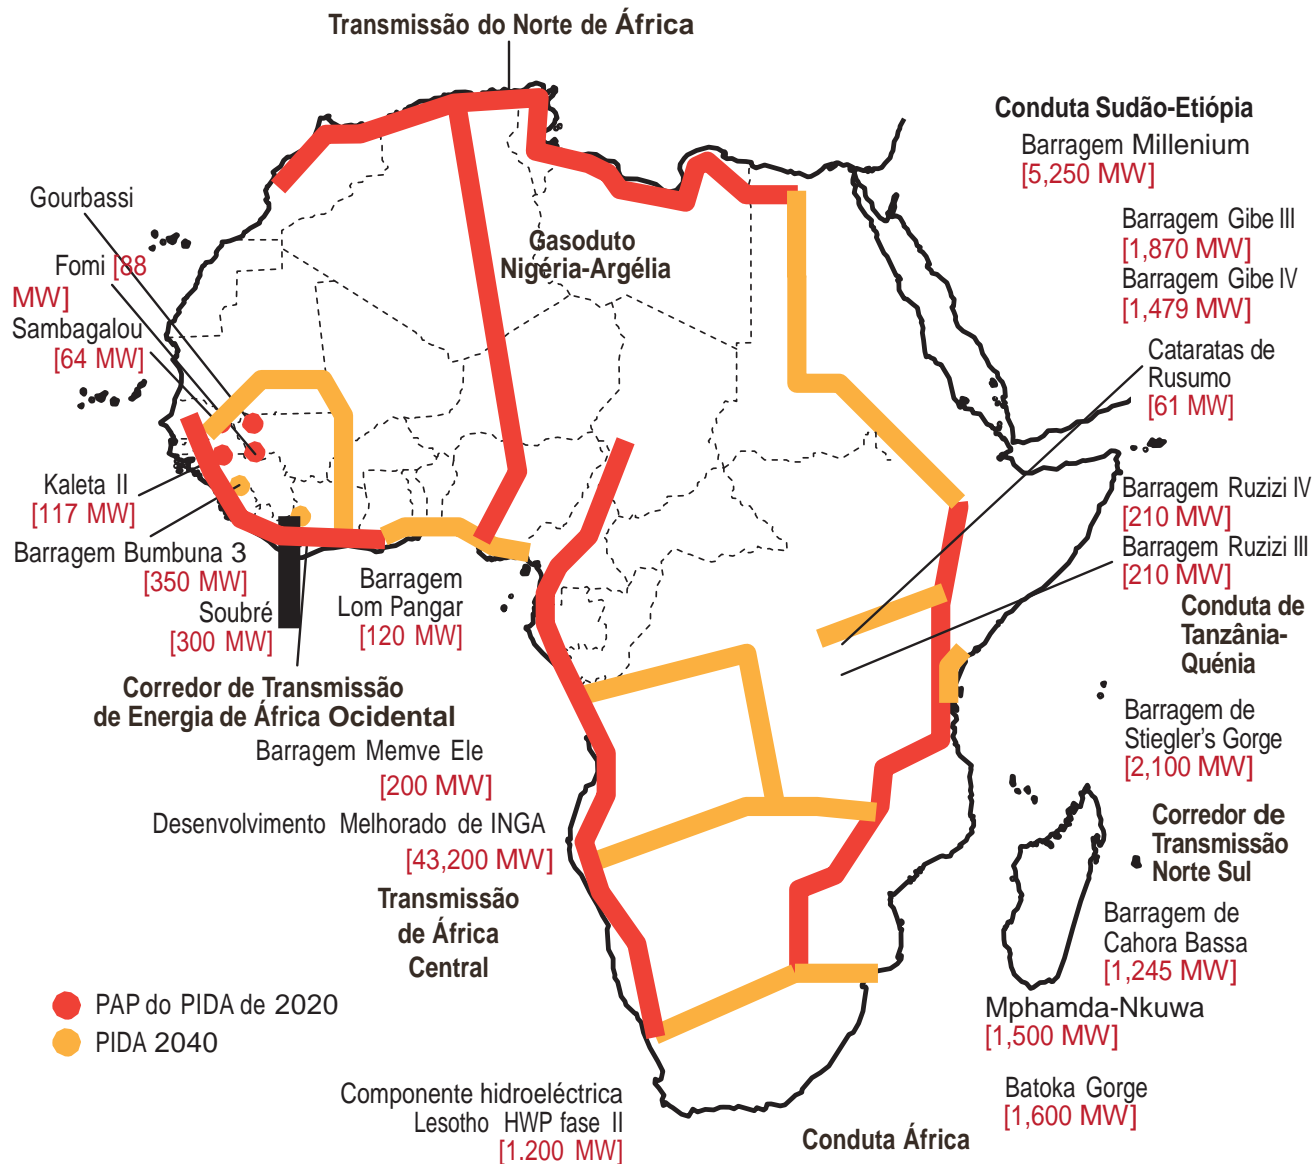 Transmissão do Norte de África
Conduta Sudão-Etiópia
Barragem Millenium
[5,250 MW]
Barragem Gibe III
[1,870 MW]
Barragem Gibe IV
[1,479 MW]
Cataratas de
Rusumo
[61 MW]
Gourbassi
Fomi [88
MW]
Sambagalou
[64 MW]
Gasoduto
Nigéria-Argélia
Kaleta II
[117 MW]
Barragem Bumbuna 3
[350 MW]
Soubré
[300 MW]
Barragem
Lom Pangar
[120 MW]
Barragem Ruzizi IV
[210 MW]
Barragem Ruzizi III
[210 MW]
Conduta de
Tanzânia-
Quénia
Corredor de Transmissão
de Energia de África Ocidental
Barragem Memve Ele
[200 MW]
Desenvolvimento Melhorado de INGA
[43,200 MW]
Transmissão
de África
Central
Barragem de
Stiegler's Gorge
[2,100 MW]
Corredor de
Transmissão
Norte Sul
Barragem de
Cahora Bassa
[1,245 MW]
Mphamda-Nkuwa
[1,500 MW]
Batoka Gorge
[1,600 MW]
PAP do PIDA de 2020
PIDA 2040
Componente hidroeléctrica
Lesotho HWP fase II
[1.200 MW]
Conduta África